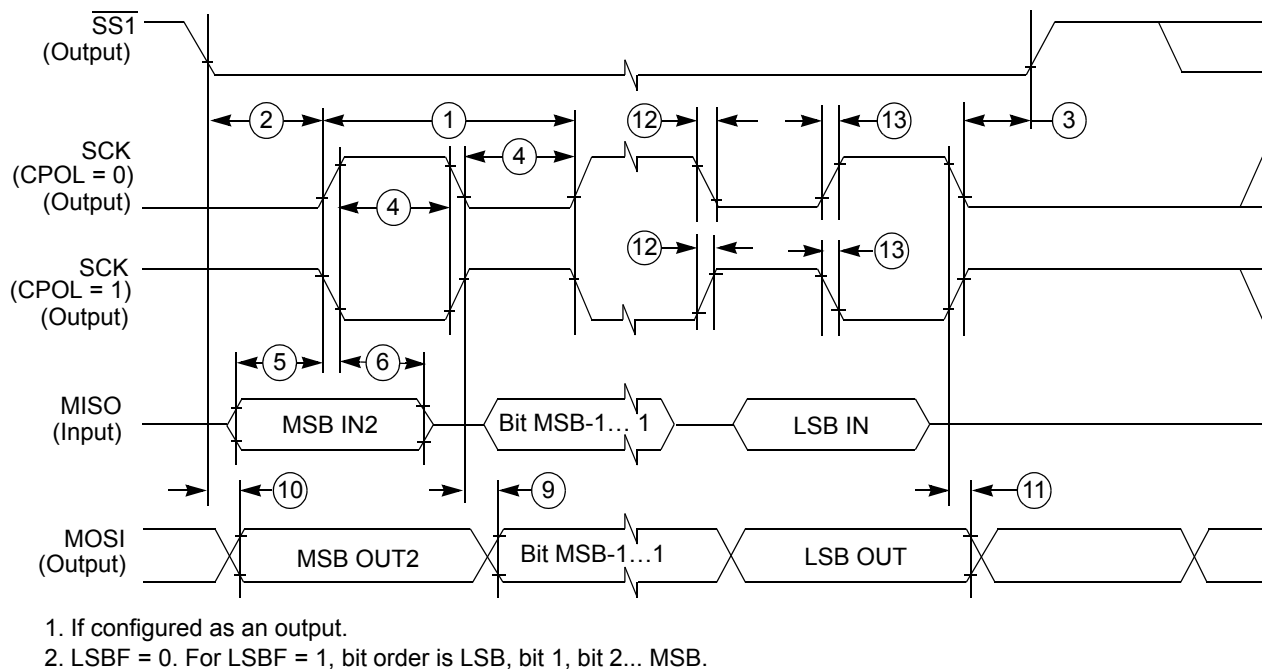 SS1
(Output)
2
1
12
13
3
SCK
(CPOL = 0)
(Output)
4
4
SCK
(CPOL = 1)
(Output)
12
13
5
6
MISO
(Input)
MSB IN2
Bit MSB-1… 1
LSB IN
10
9
11
MOSI
(Output)
MSB OUT2
Bit MSB-1…1
LSB OUT
1. If configured as an output.
2. LSBF = 0. For LSBF = 1, bit order is LSB, bit 1, bit 2... MSB.